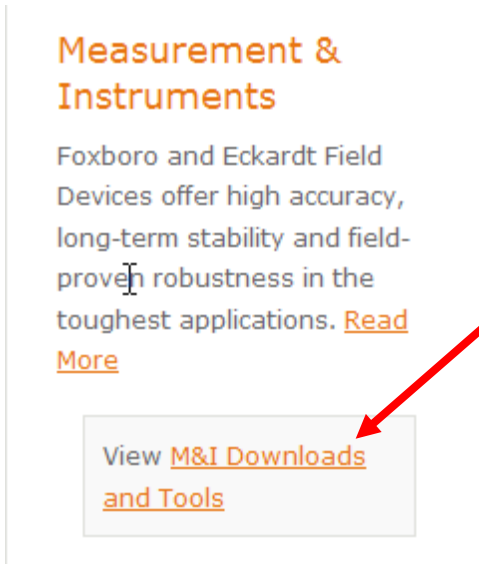 Measurement &
Instruments
Foxboro and Eckardt Field
Devices offer high accuracy,
long-term stability and field-
proven robustness in the
toughest applications. Read
More
View M&I Downloads
and Tools